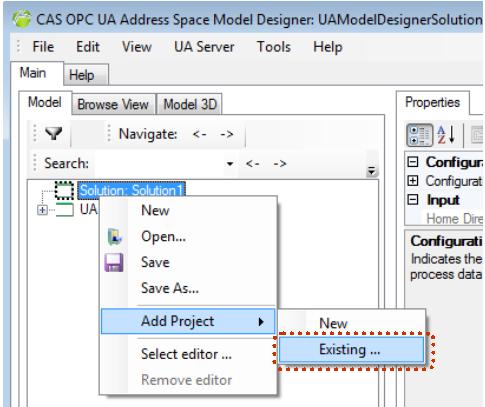 CAS OPC UA Address Space Model Designer: UAModelDesignerSolution
File Edit View UA Server Tools Help
Main Help
Model Browse View Model 3D
Navigate: <- ->
Search: <- ->
Solution: Solution1
UA
New
Open...
Save
Save As...
Add Project
Select editor ...
Remove editor
New
Existing ...
Properties
Configura
Configurati
Input
Home Dire
Configurati
Indicates the
process data